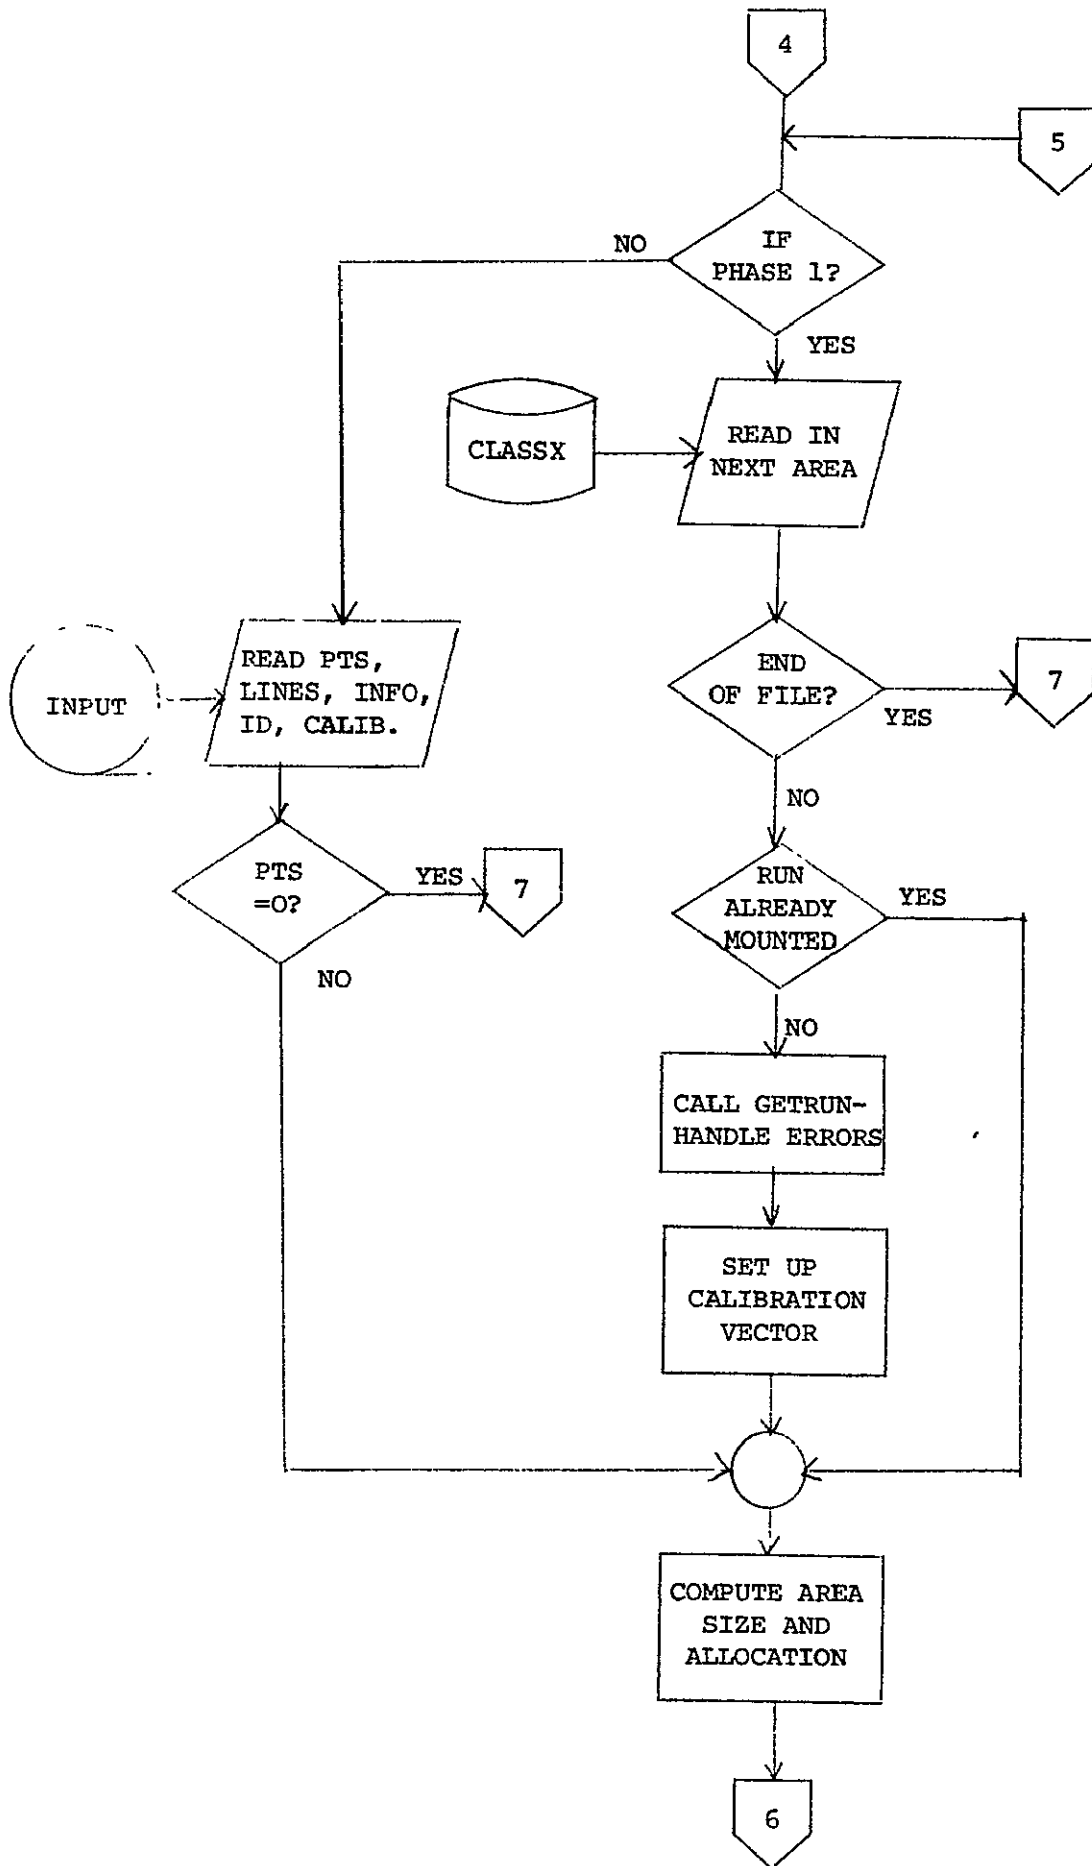 4
5
IF
PHASE 1?
NO
YES
CLASSX
READ IN
NEXT AREA
INPUT
READ PTS,
LINES, INFO,
ID, CALIB.
END
OF FILE?
YES
7
NO
PTS
=0?
YES
7
NO
RUN
ALREADY
MOUNTED
YES
NO
CALL GETRUN-
HANDLE ERRORS
SET UP
CALIBRATION
VECTOR
COMPUTE AREA
SIZE AND
ALLOCATION
6